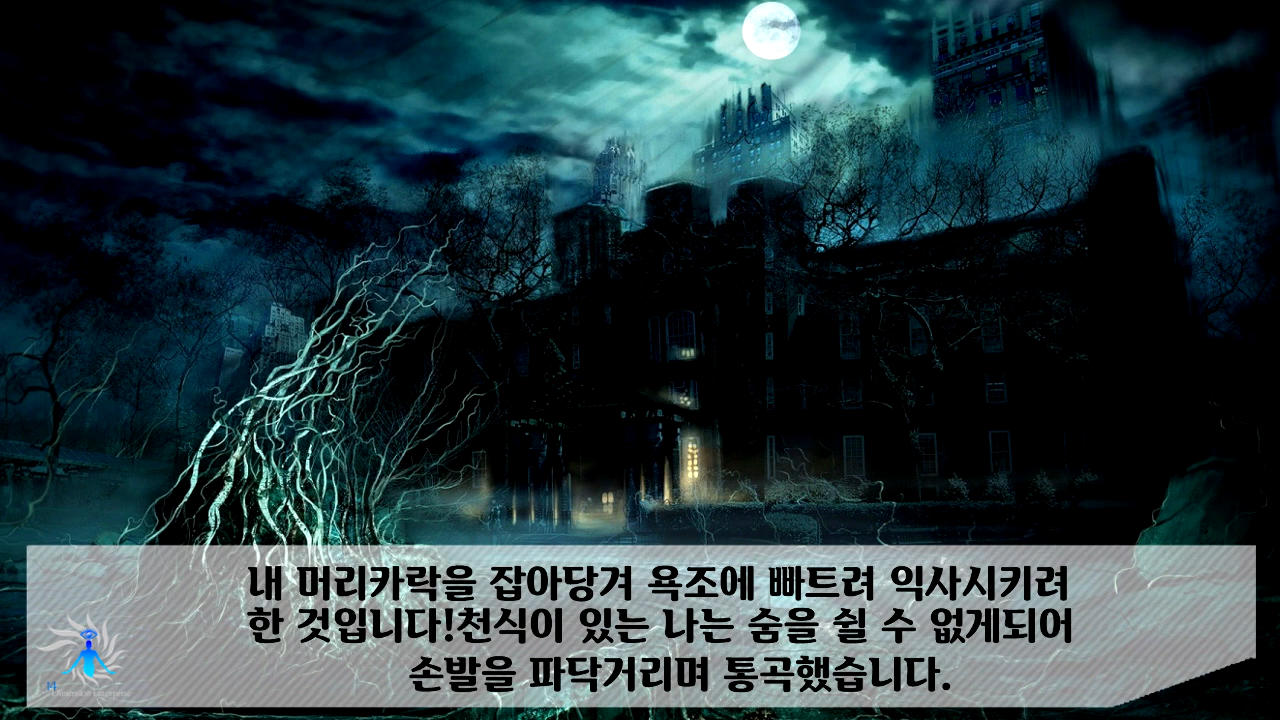 내 머리카락을 잡아당겨 욕조에 빠트려 익사시키려
한 것입니다!천식이 있는 나는 숨을 쉴 수 없게되어
손발을 파닥거리며 통곡했습니다.